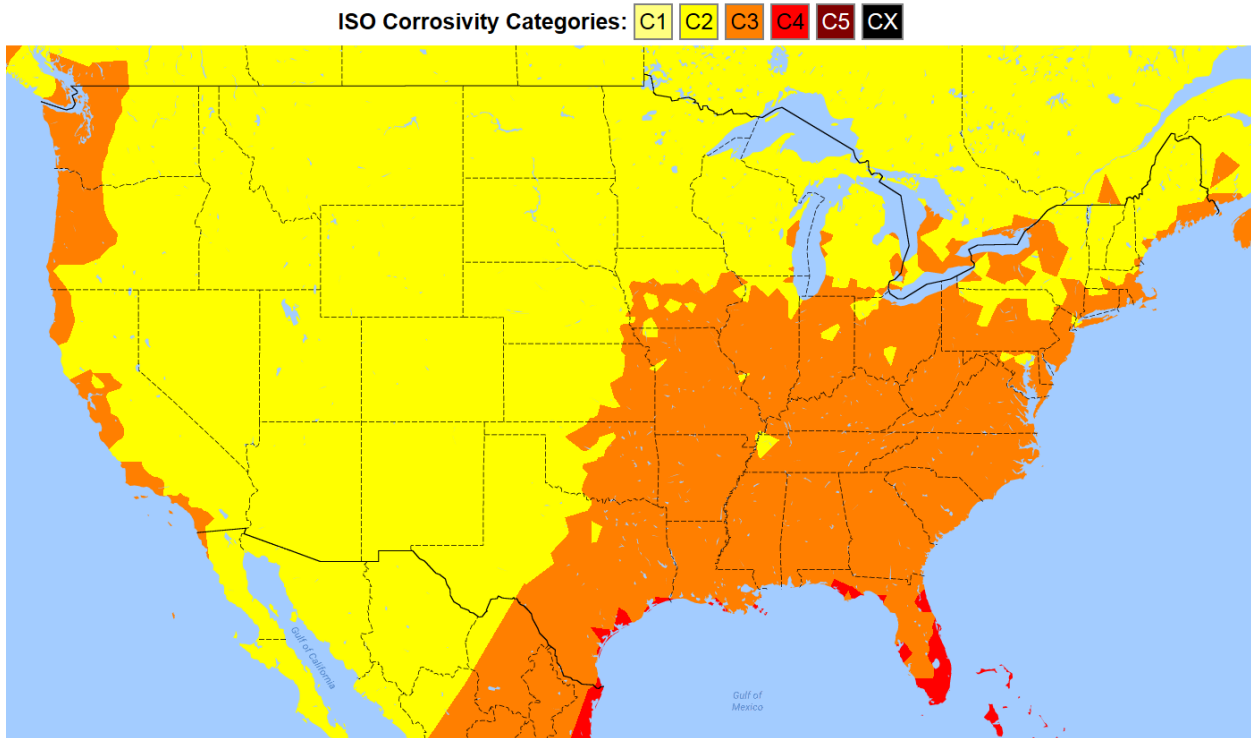 ISO Corrosivity Categories: C1 C2 C3 C4 C5 CX
Gulf of California
Gulf of
Mexico